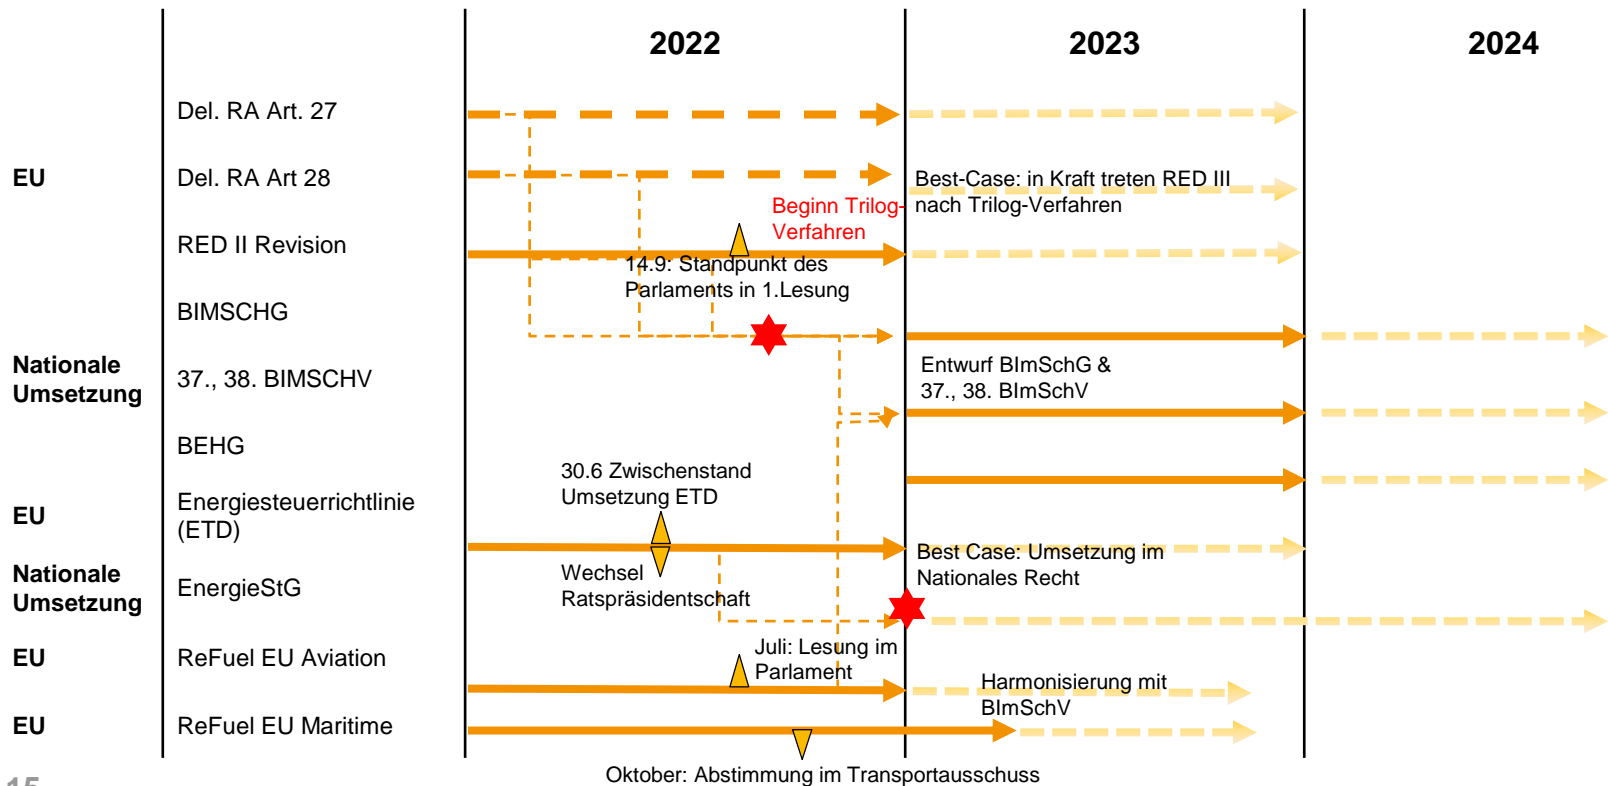 2022
2023
2024
EU
Del. RA Art. 27
Del. RA Art 28
RED II Revision
Beginn Trilog-
Verfahren
Best-Case: in Kraft treten RED III
nach Trilog-Verfahren
14.9: Standpunkt des
Parlaments in 1.Lesung
Nationale
Umsetzung
BIMSCHG
37., 38. BIMSCHV
BEHG
Entwurf BImSchG &
37., 38. BImSchV
EU
Energiesteuerrichtlinie
(ETD)
30.6 Zwischenstand
Umsetzung ETD
Wechsel
Ratspräsidentschaft
Nationale
Umsetzung
EnergieStG
Best Case: Umsetzung im
Nationales Recht
EU
ReFuel EU Aviation
Juli: Lesung im
Parlament
Harmonisierung mit
BImSchV
EU
ReFuel EU Maritime
Oktober: Abstimmung im Transportausschuss
15